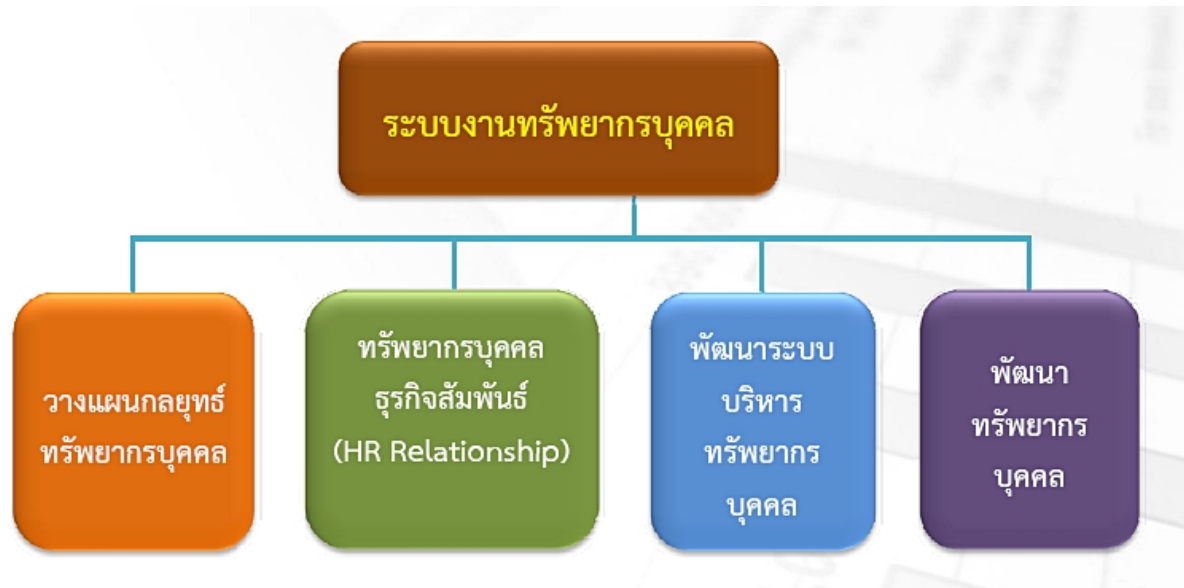 ระบบงานทรัพยากรบุคคล
วางแผนกลยุทธ์
ทรัพยากรบุคคล
ทรัพยากรบุคคล
ธุรกิจสัมพันธ์
(HR Relationship)
พัฒนาระบบ
บริหาร
ทรัพยากร
บุคคล
พัฒนา
ทรัพยากร
บุคคล